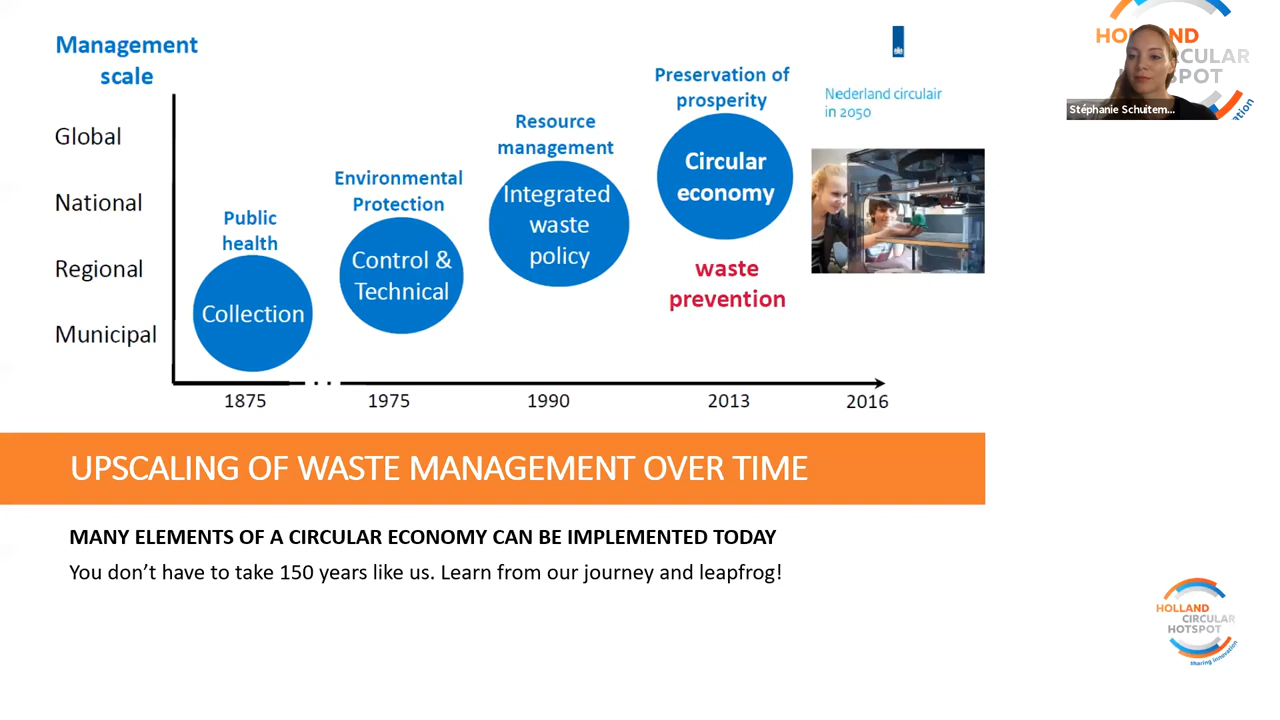 Management
scale
Global
National
Regional
Municipal
Public
health
Collection
Environmental
Protection
Control &
Technical
Resource
management
Integrated
waste
policy
Preservation of
prosperity
Circular
economy
waste
prevention
Nederland circulair
in 2050
1875
1975
1990
2013
2016
UPSCALING OF WASTE MANAGEMENT OVER TIME
MANY ELEMENTS OF A CIRCULAR ECONOMY CAN BE IMPLEMENTED TODAY
You don't have to take 150 years like us. Learn from our journey and leapfrog!
HOLLAND
CIRCULAR
HOTSPOT
Stéphanie Schuitem...
HOLLAND
CIRCULAR
HOTSPOT
sharing innovation